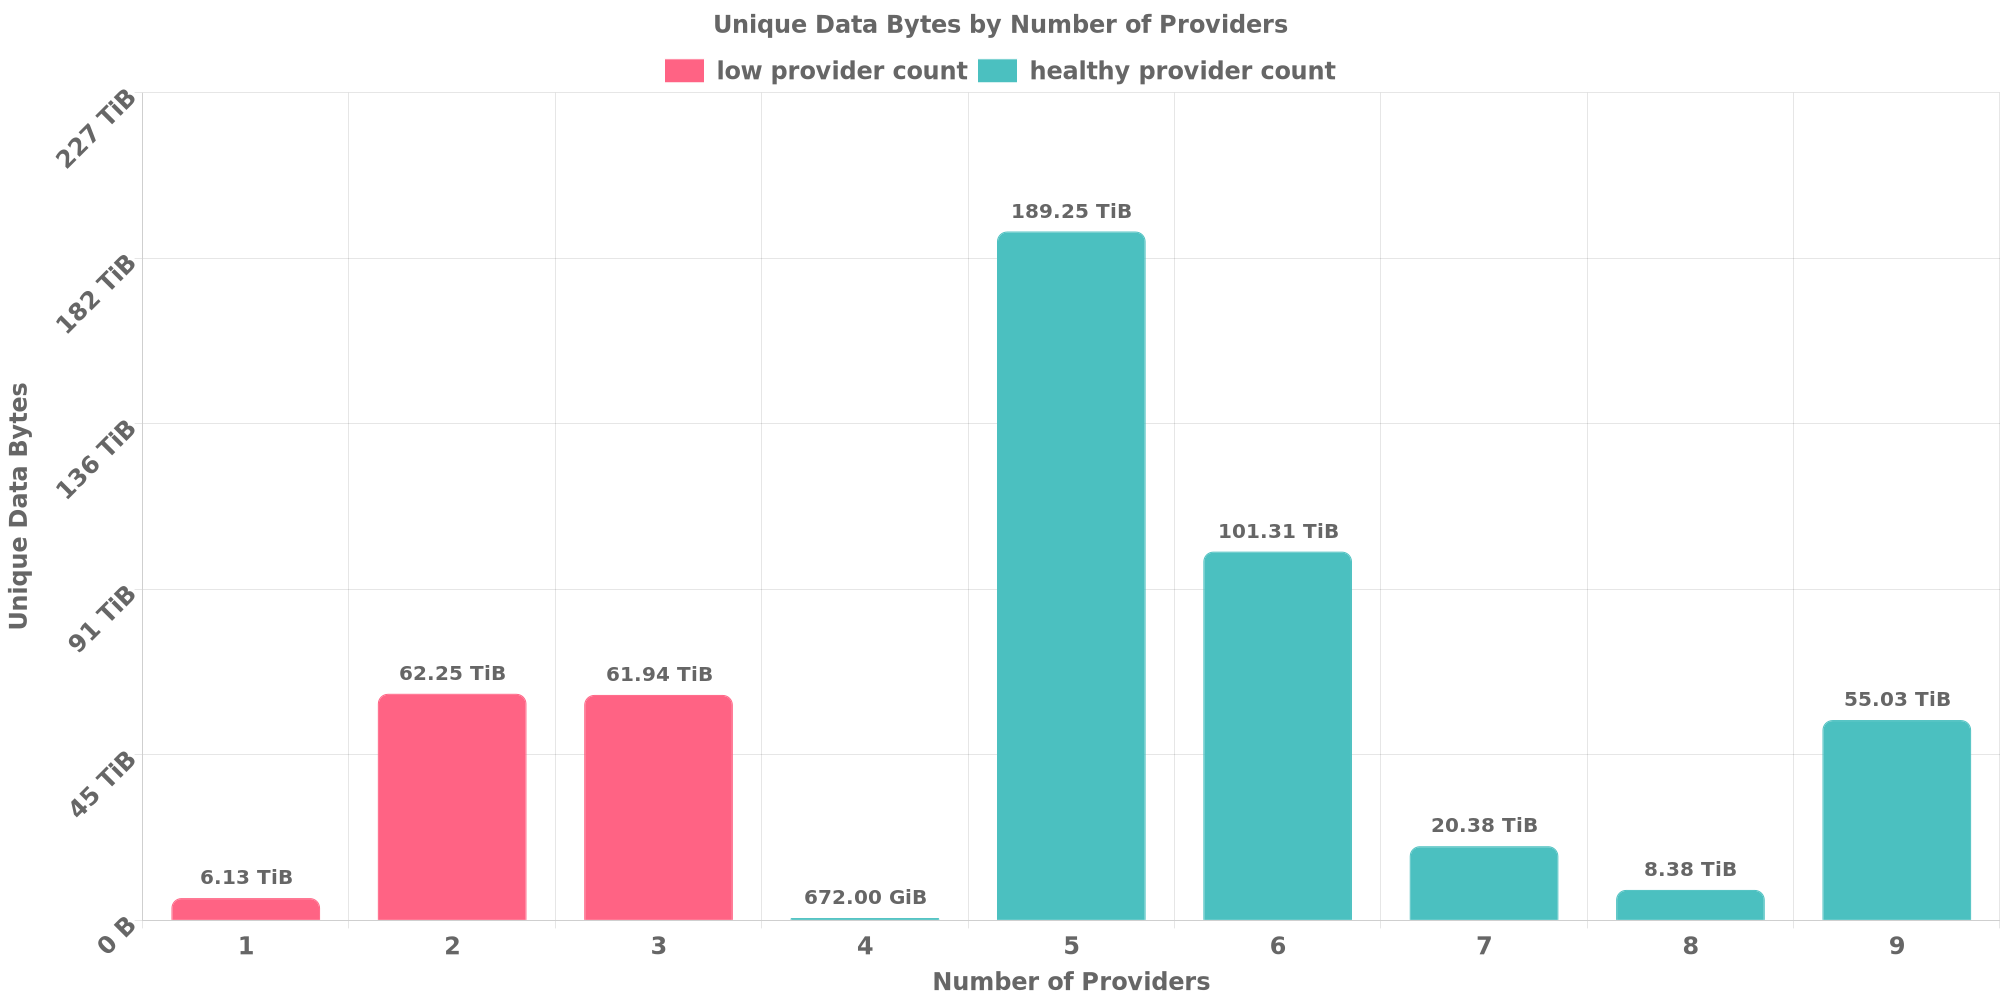 Unique Data Bytes by Number of Providers
low provider count healthy provider count
227 TiB
182 TiB
136 TiB
91 TiB
45 TiB
0 B
Unique Data Bytes
6.13 TiB
62.25 TiB
61.94 TiB
672.00 GiB
189.25 TiB
101.31 TiB
20.38 TiB
8.38 TiB
55.03 TiB
1 2 3 4 5 6 7 8 9
Number of Providers